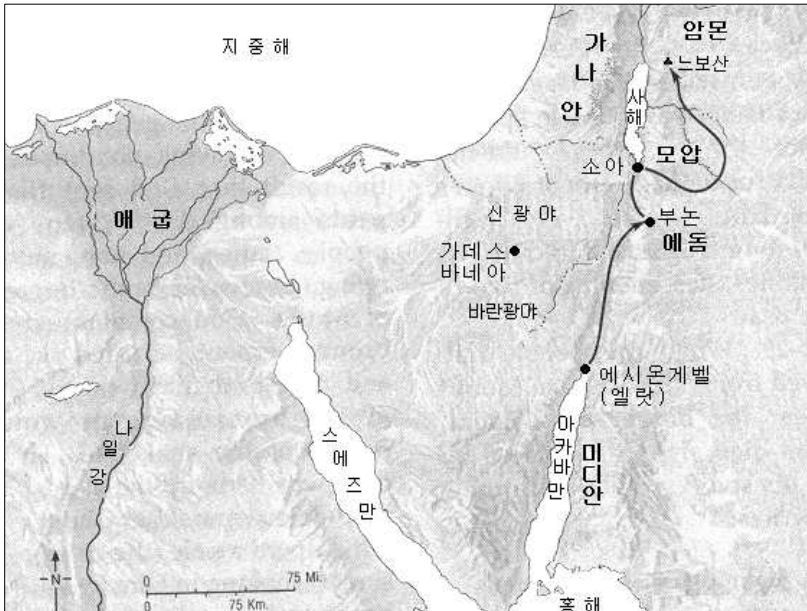 지중해
가나안
암몬
느보산
사해
모압
소아
애굽
신광야
부논
에돔
가데스
바네아
바란광야
에시온게벨
(엘랏)
나일강
스에즈만
아카바만
미디안
홍해
N
0 75 Mi.
0 75 Km.